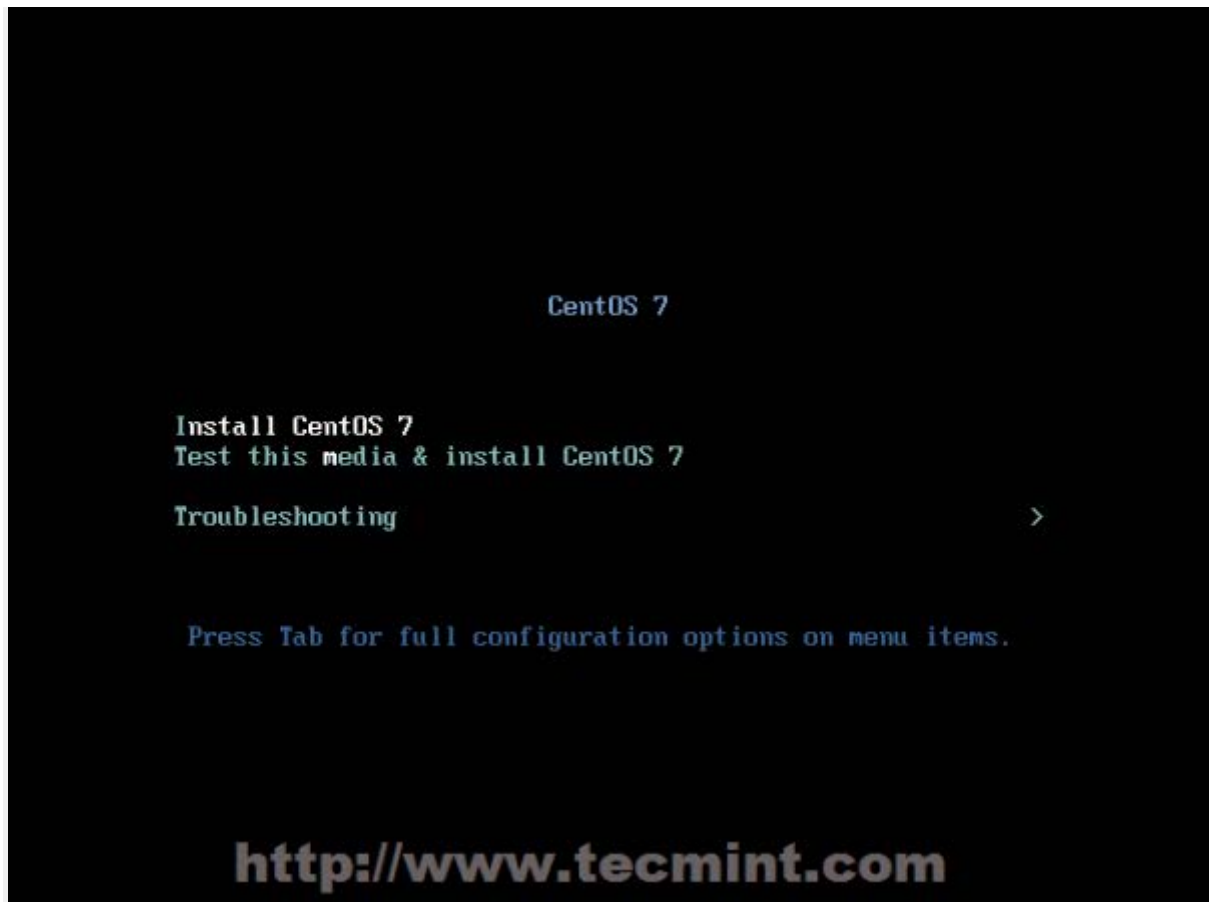 CentOS 7
Install CentOS 7
Test this media & install CentOS 7
Troubleshooting >
Press Tab for full configuration options on menu items.
http://www.tecmint.com